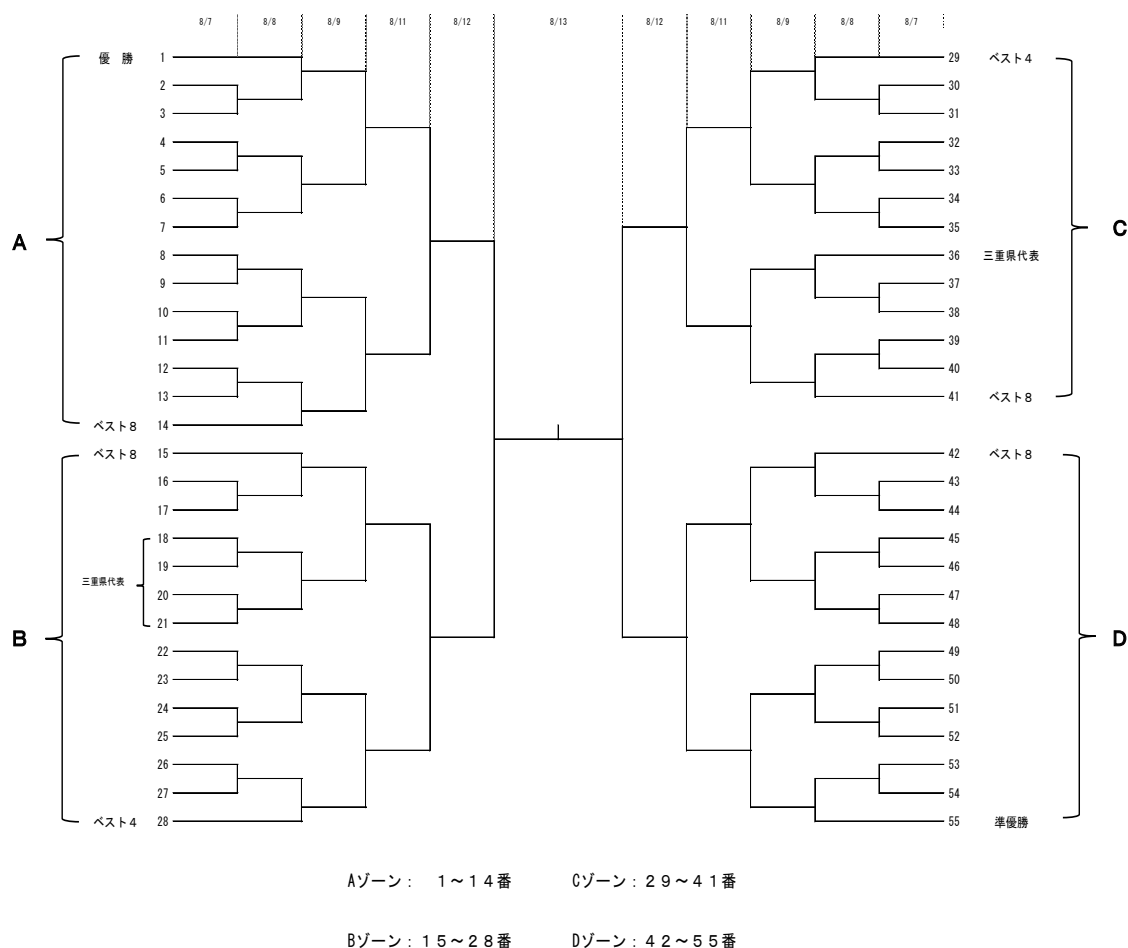 8/7 8/8 8/9 8/11 8/12 8/13 8/12 8/11 8/9 8/8 8/7
優 勝 1 29 ベスト4
2 30
3 31
4 32
5 33
6 34
7 35
A C
8 36 三重県代表
9 37
10 38
11 39
12 40
13 41 ベスト8
ベスト8 14
ベスト8 15 42 ベスト8
16 43
17 44
18 45
19 46
三重県代表
20 47
21 48
B D
22 49
23 50
24 51
25 52
26 53
27 54
ベスト4 28 55 準優勝
Aゾーン： 1～14番 Cゾーン：29～41番
Bゾーン：15～28番 Dゾーン：42～55番